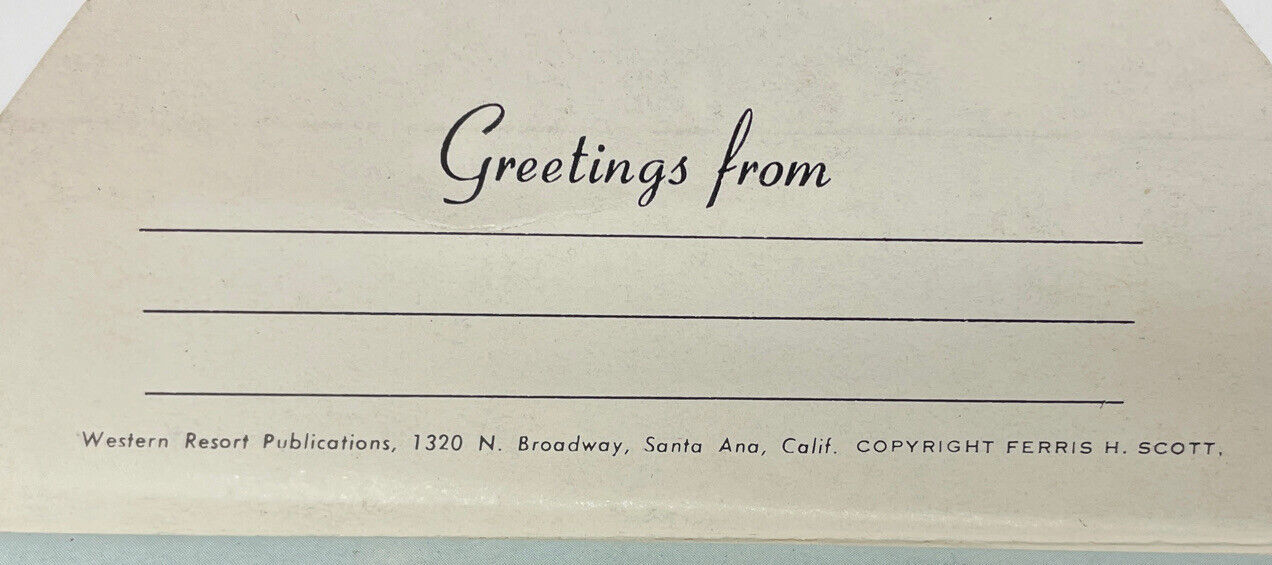 Greetings from
Western Resort Publications, 1320 N. Broadway, Santa Ana, Calif. COPYRIGHT FERRIS H. SCOTT,